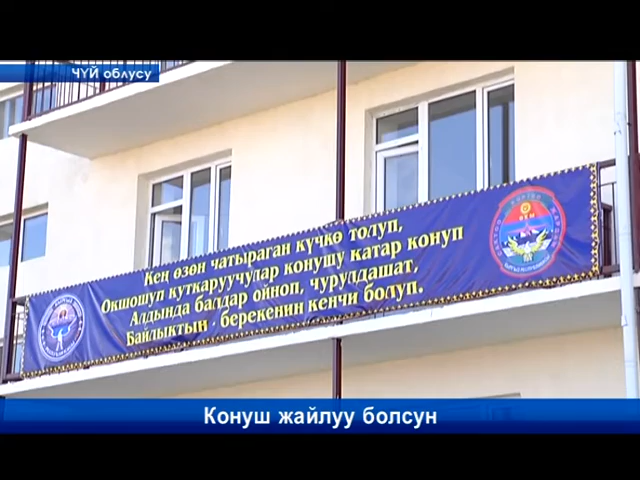 ЧҮЙ облусу
Кең өзөн чатыраган күчкө толуп,
Окшошуп куткаруучулар конушу катар конуп
Алдында балдар ойноп, чурулдашат,
Байлыктын . берекенин кенчи болуп.
Конуш жайлуу болсун